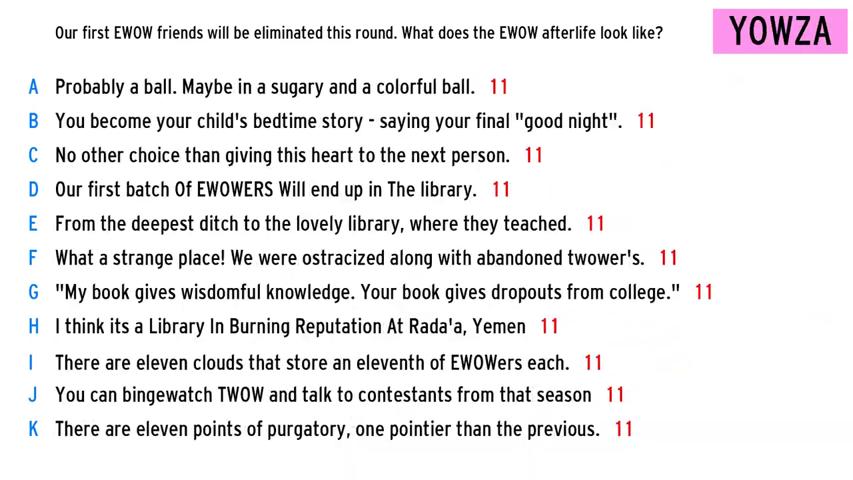 Our first EWOW friends will be eliminated this round. What does the EWOW afterlife look like?
YOWZA
A Probably a ball. Maybe in a sugary and a colorful ball. 11
B You become your child's bedtime story - saying your final "good night". 11
C No other choice than giving this heart to the next person. 11
D Our first batch Of EWOWERS Will end up in The library. 11
E From the deepest ditch to the lovely library, where they teached. 11
F What a strange place! We were ostracized along with abandoned twower's. 11
G "My book gives wisdomful knowledge. Your book gives dropouts from college." 11
H I think its a Library In Burning Reputation At Rada'a, Yemen 11
I There are eleven clouds that store an eleventh of EWOWers each. 11
J You can bingewatch TWOW and talk to contestants from that season 11
K There are eleven points of purgatory, one pointier than the previous. 11